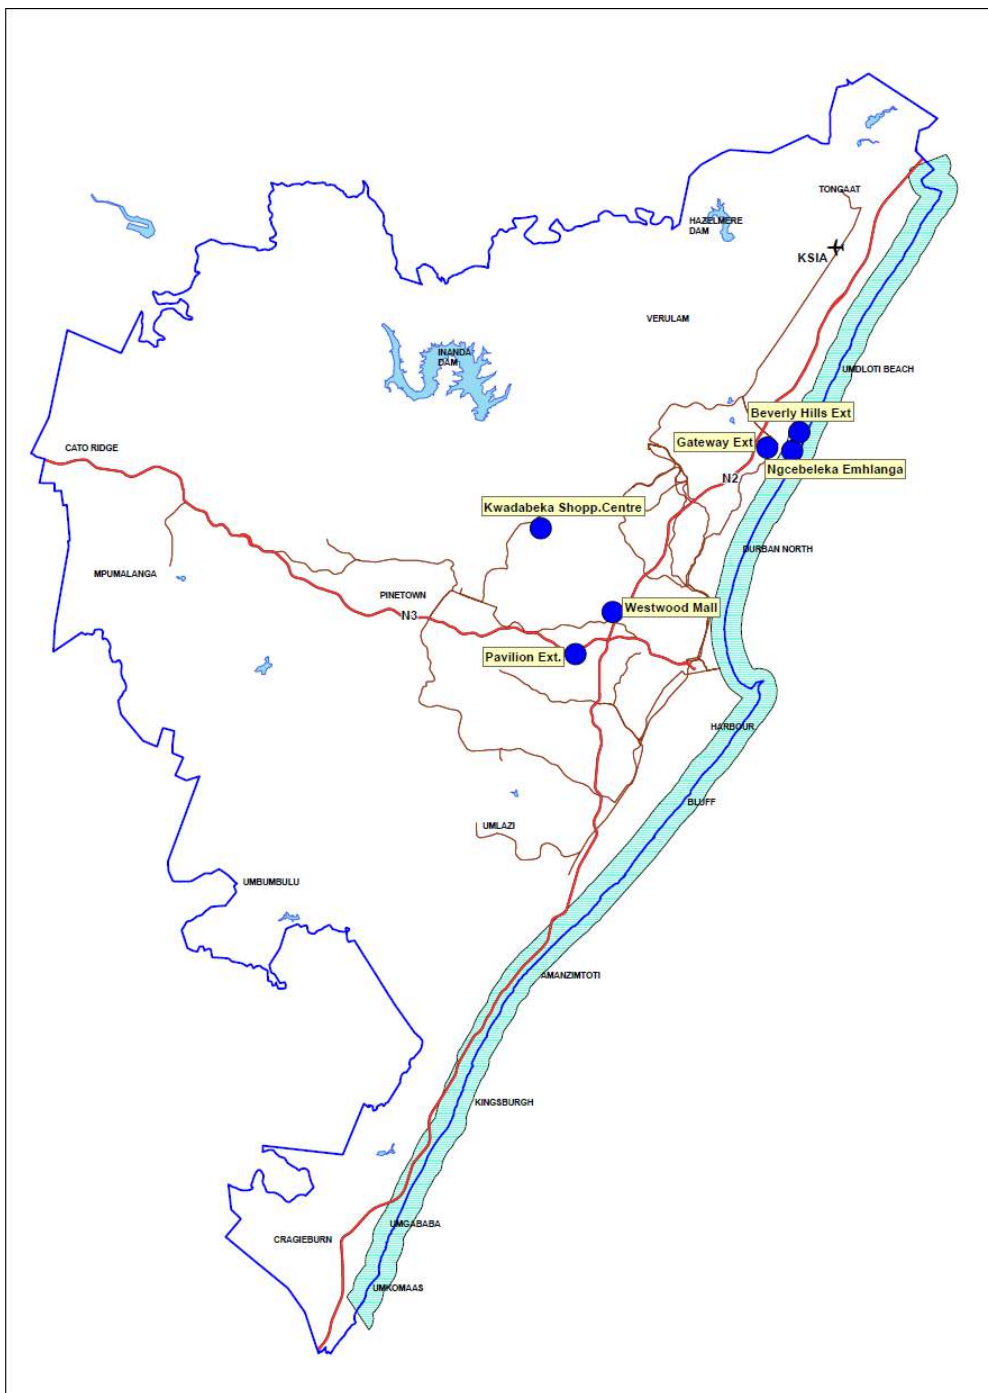 TONGAAT
HAZELMERE
DAM
KSIA
VERULAM
INANDA
DAM
UMDLOTI BEACH
Beverly Hills Ext
Gateway Ext
Ngcebeleka Emhlanga
CATO RIDGE
N2
Kwadabeka Shopp.Centre
DURBAN NORTH
MPUMALANGA
PINETOWN
N3
Westwood Mall
Pavilion Ext.
HARBOUR
BLUFF
UMLAZI
UMBUMBULU
AMANZIMTOTI
KINGSBURGH
UMGABABA
CRAGIEBURN
UMKOMAAS